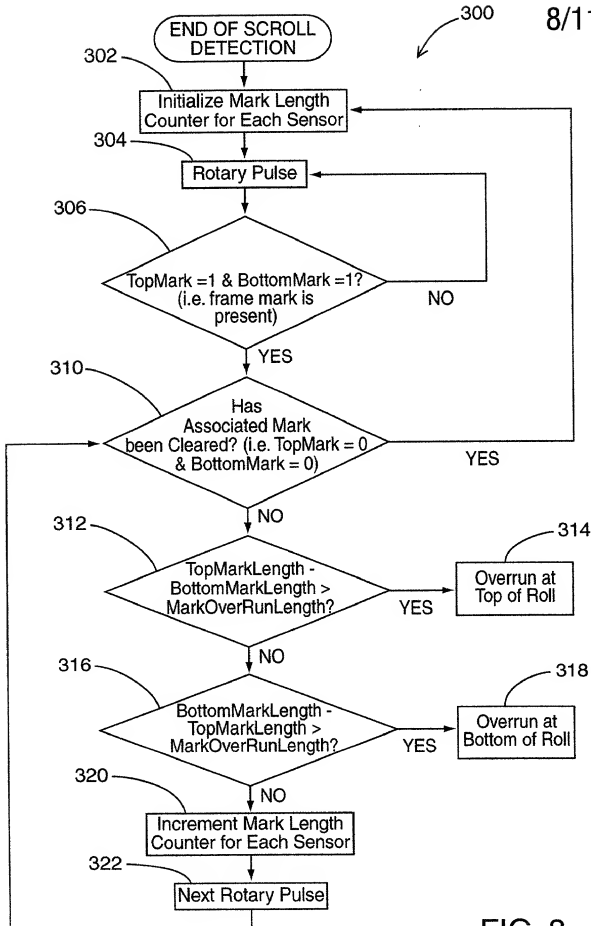 END OF SCROLL
DETECTION
300
8/11
302
Initialize Mark Length
Counter for Each Sensor
304
Rotary Pulse
306
TopMark =1 & BottomMark =1?
(i.e. frame mark is
present)
NO
YES
310
Has
Associated Mark
been Cleared? (i.e. TopMark = 0
& BottomMark = 0)
YES
NO
312
TopMarkLength -
BottomMarkLength >
MarkOverRunLength?
YES
314
Overrun at
Top of Roll
NO
316
BottomMarkLength -
TopMarkLength >
MarkOverRunLength?
YES
318
Overrun at
Bottom of Roll
NO
320
Increment Mark Length
Counter for Each Sensor
322
Next Rotary Pulse
FIG.